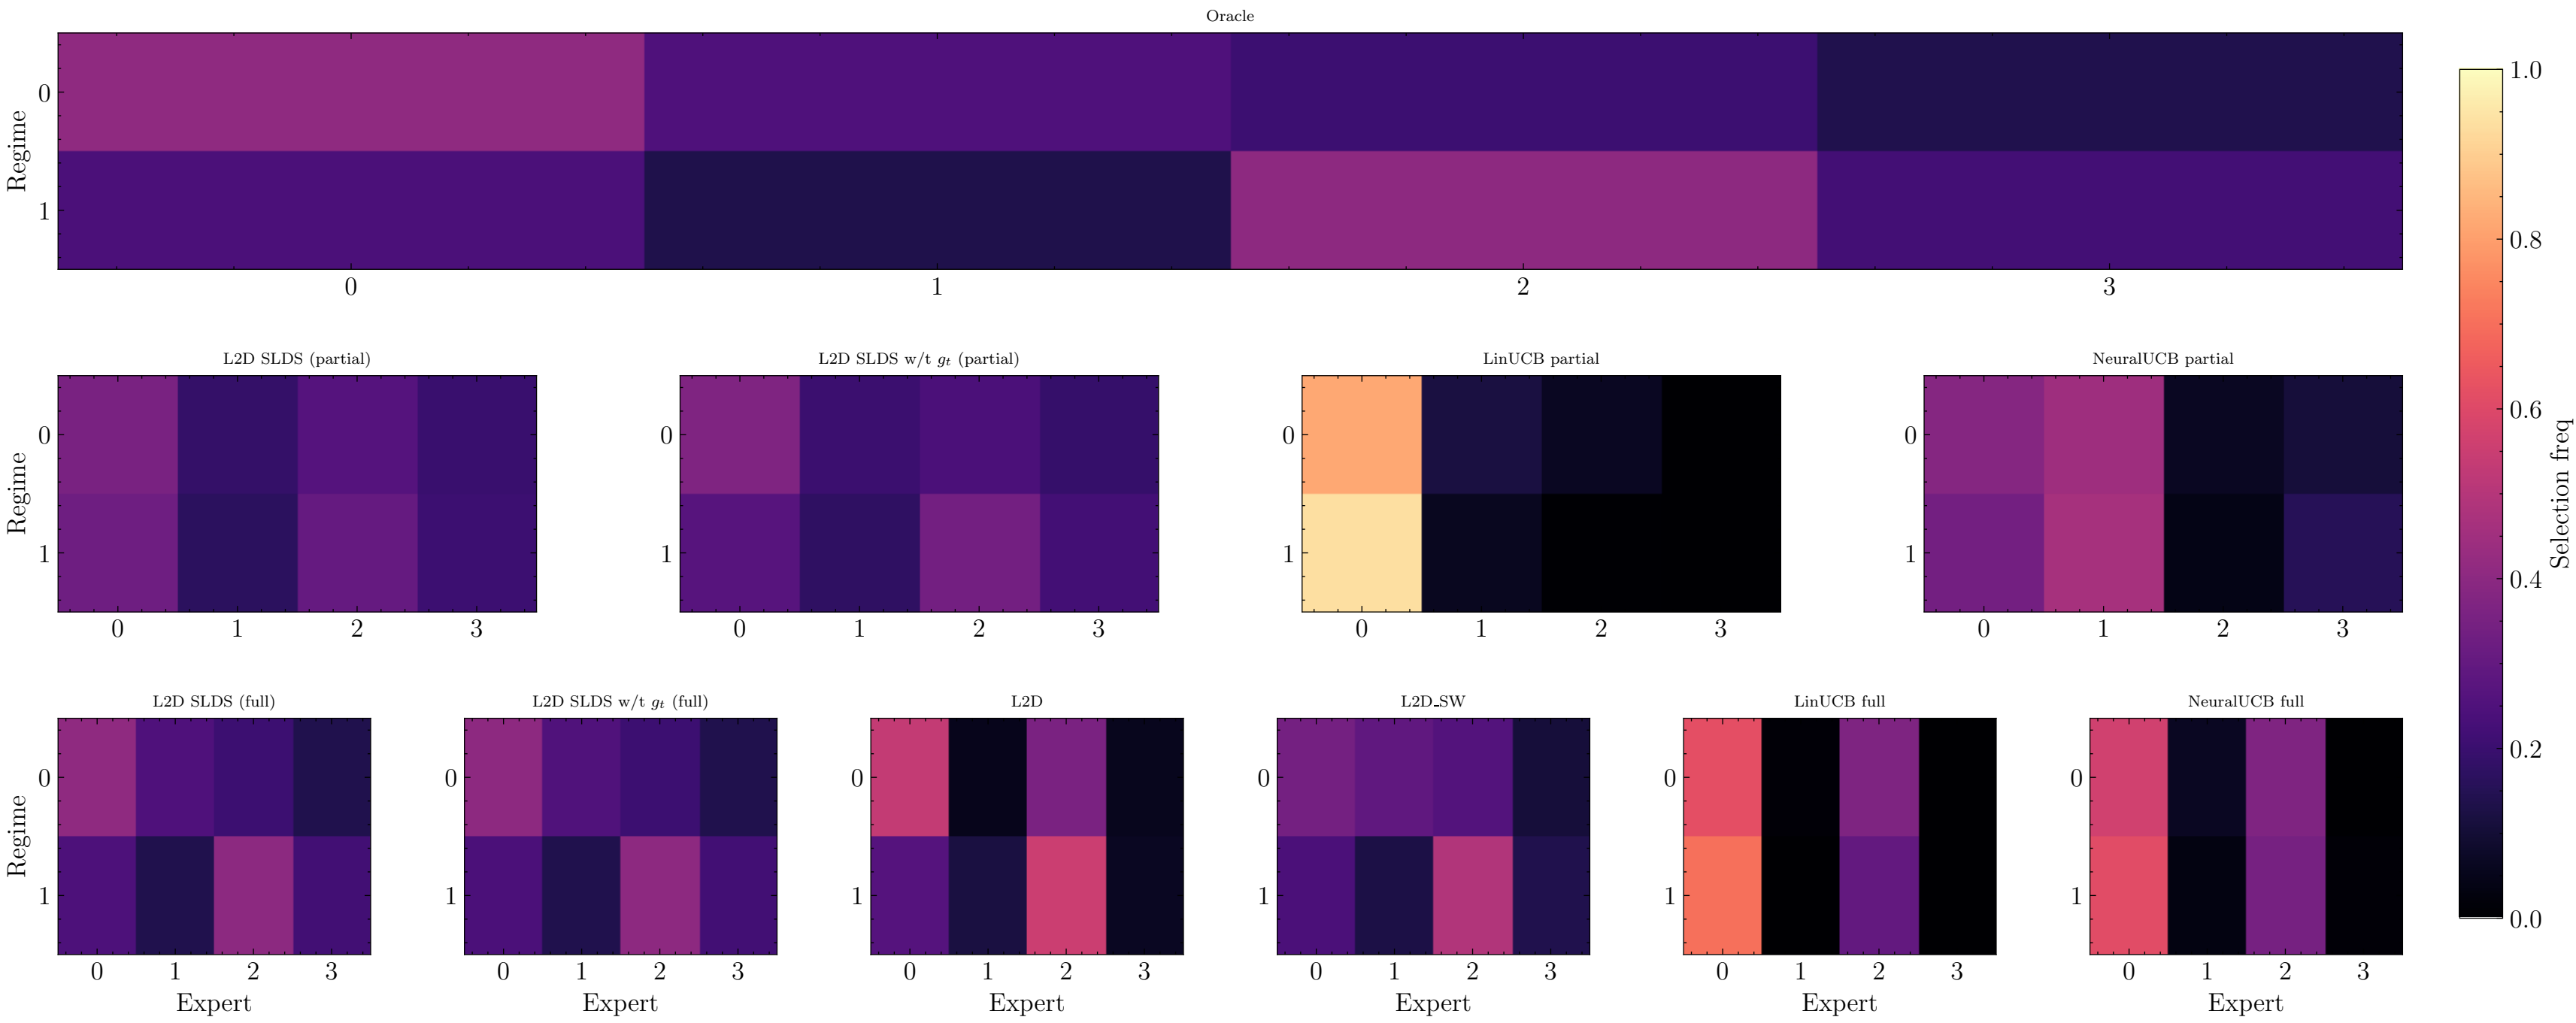 Oracle
Regime
0
1
0 1 2 3
L2D SLDS (partial)
L2D SLDS w/t g_t (partial)
LinUCB partial
NeuralUCB partial
Regime
0
1
0 1 2 3
0
1
0 1 2 3
0
1
0 1 2 3
0
1
0 1 2 3
L2D SLDS (full)
L2D SLDS w/t g_t (full)
L2D
L2D_SW
LinUCB full
NeuralUCB full
Regime
0
1
0 1 2 3
Expert
0
1
0 1 2 3
Expert
0
1
0 1 2 3
Expert
0
1
0 1 2 3
Expert
0
1
0 1 2 3
Expert
0
1
0 1 2 3
Expert
1.0
0.8
0.6
0.4
0.2
0.0
Selection freq